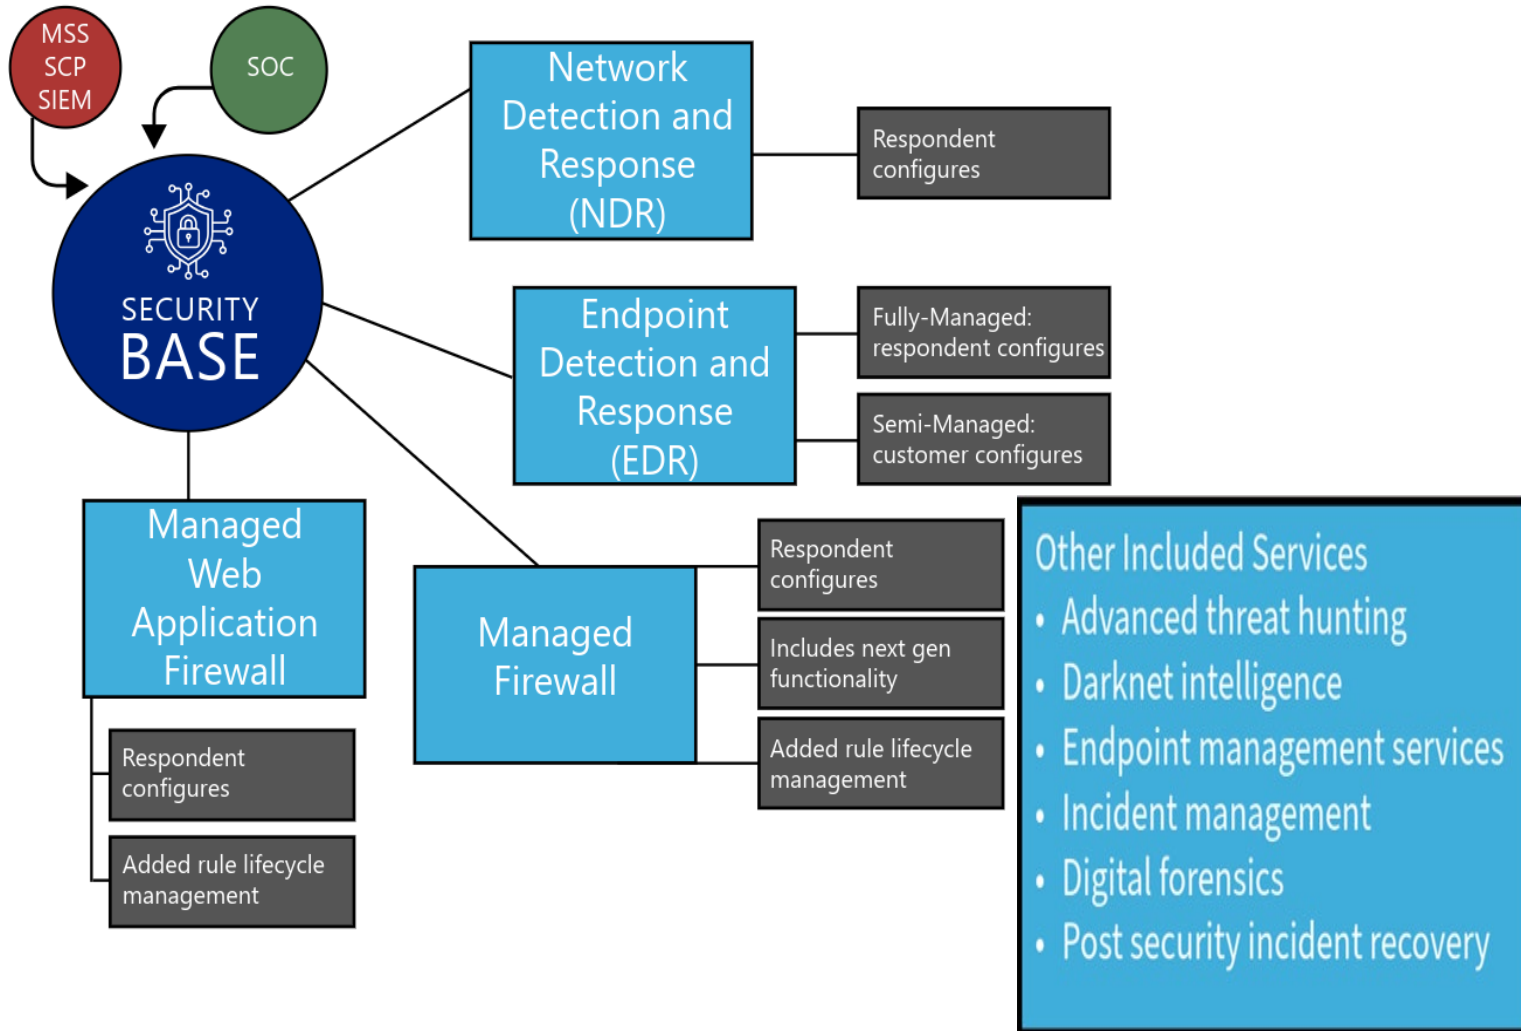 MSS
SCP
SIEM
SOC
SECURITY
BASE
Network
Detection and
Response
(NDR)
Respondent
configures
Endpoint
Detection and
Response
(EDR)
Fully-Managed:
respondent configures
Semi-Managed:
customer configures
Managed
Web
Application
Firewall
Respondent
configures
Added rule lifecycle
management
Managed
Firewall
Respondent
configures
Includes next gen
functionality
Added rule lifecycle
management
Other Included Services
• Advanced threat hunting
• Darknet intelligence
• Endpoint management services
• Incident management
• Digital forensics
• Post security incident recovery